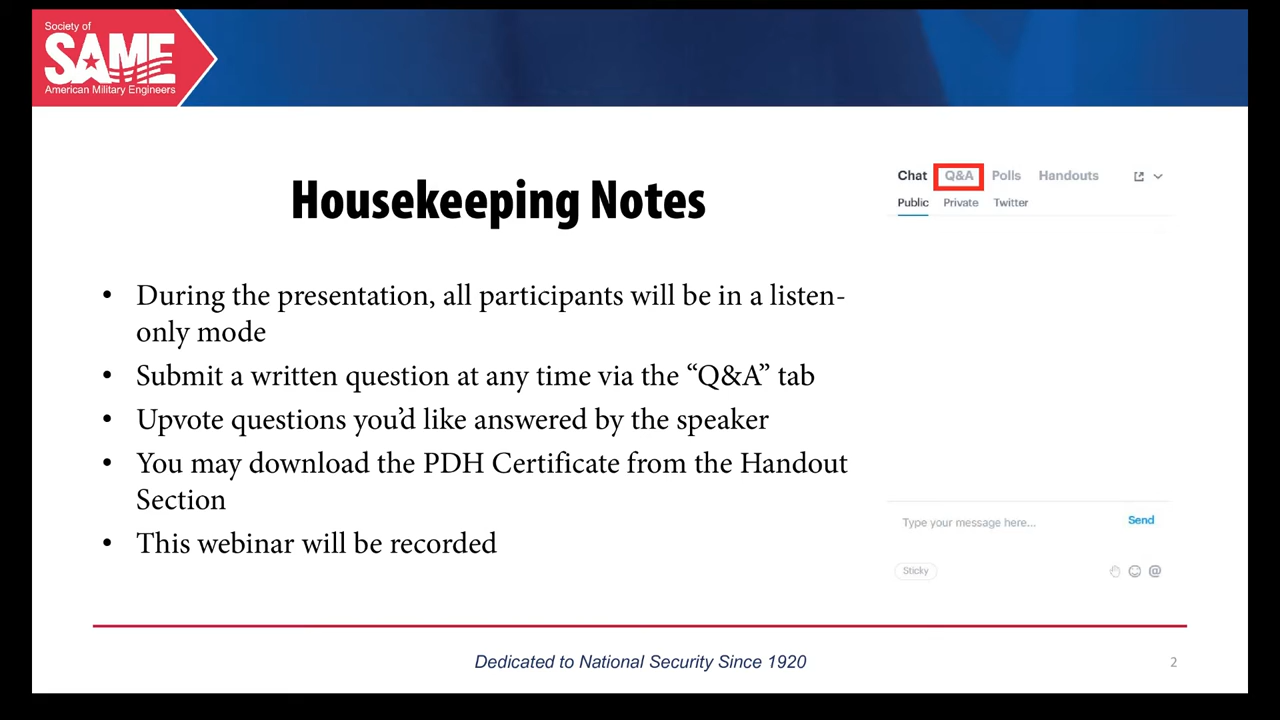 Society of
SAME
American Military Engineers
Housekeeping Notes
• During the presentation, all participants will be in a listen-
only mode
• Submit a written question at any time via the “Q&A” tab
• Upvote questions you’d like answered by the speaker
• You may download the PDH Certificate from the Handout
Section
• This webinar will be recorded
Chat Q&A Polls Handouts
Public Private Twitter
Type your message here... Send
Sticky @
Dedicated to National Security Since 1920
2